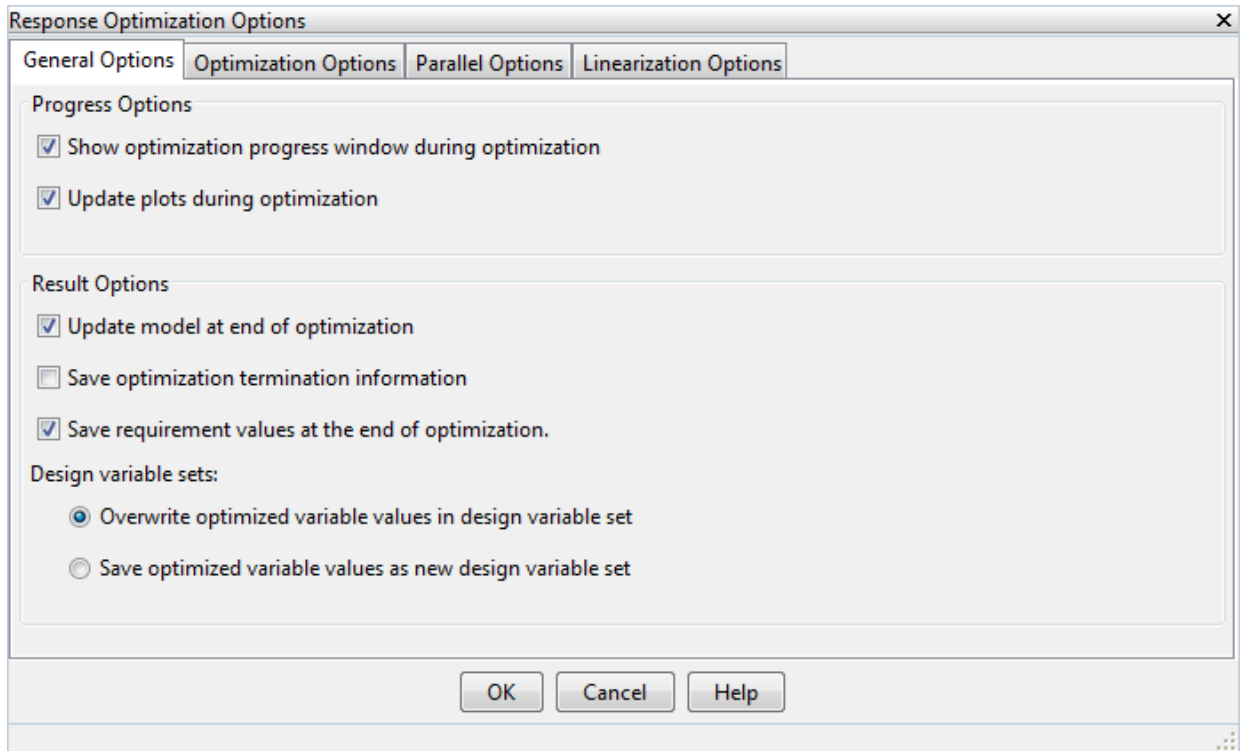 Response Optimization Options
General Options Optimization Options Parallel Options Linearization Options
Progress Options
Show optimization progress window during optimization
Update plots during optimization
Result Options
Update model at end of optimization
Save optimization termination information
Save requirement values at the end of optimization.
Design variable sets:
Overwrite optimized variable values in design variable set
Save optimized variable values as new design variable set
OK Cancel Help